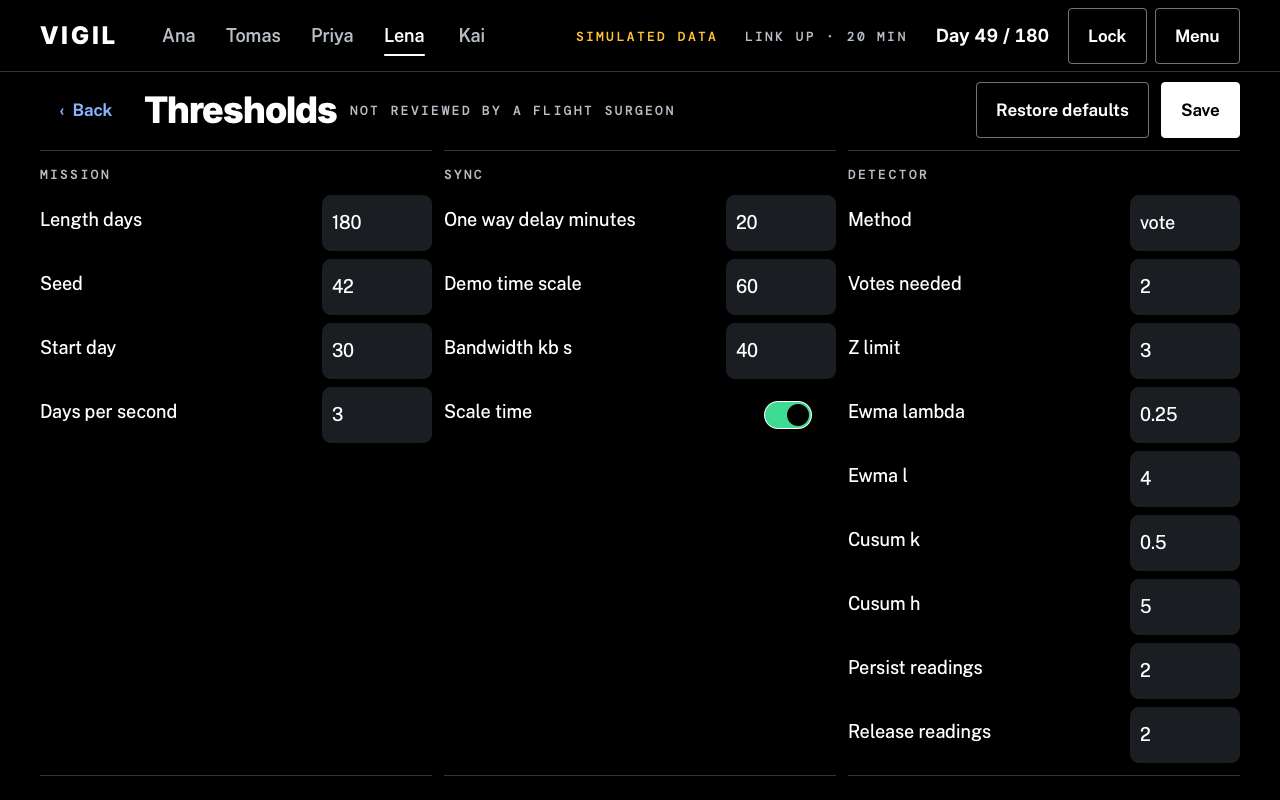 VIGIL Ana Tomas Priya Lena Kai SIMULATED DATA LINK UP · 20 MIN Day 49 / 180 Lock Menu
‹ Back Thresholds NOT REVIEWED BY A FLIGHT SURGEON Restore defaults Save
MISSION
Length days 180
Seed 42
Start day 30
Days per second 3
SYNC
One way delay minutes 20
Demo time scale 60
Bandwidth kb s 40
Scale time
DETECTOR
Method vote
Votes needed 2
Z limit 3
Ewma lambda 0.25
Ewma l 4
Cusum k 0.5
Cusum h 5
Persist readings 2
Release readings 2